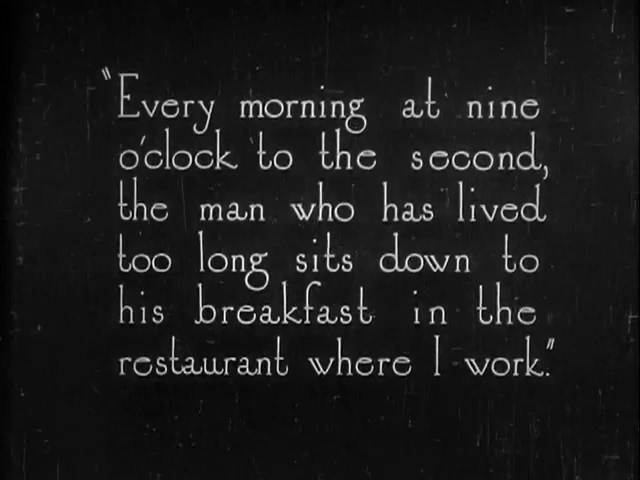 "Every morning at nine
o'clock to the second,
the man who has lived
too long sits down to
his breakfast in the
restaurant where I work."